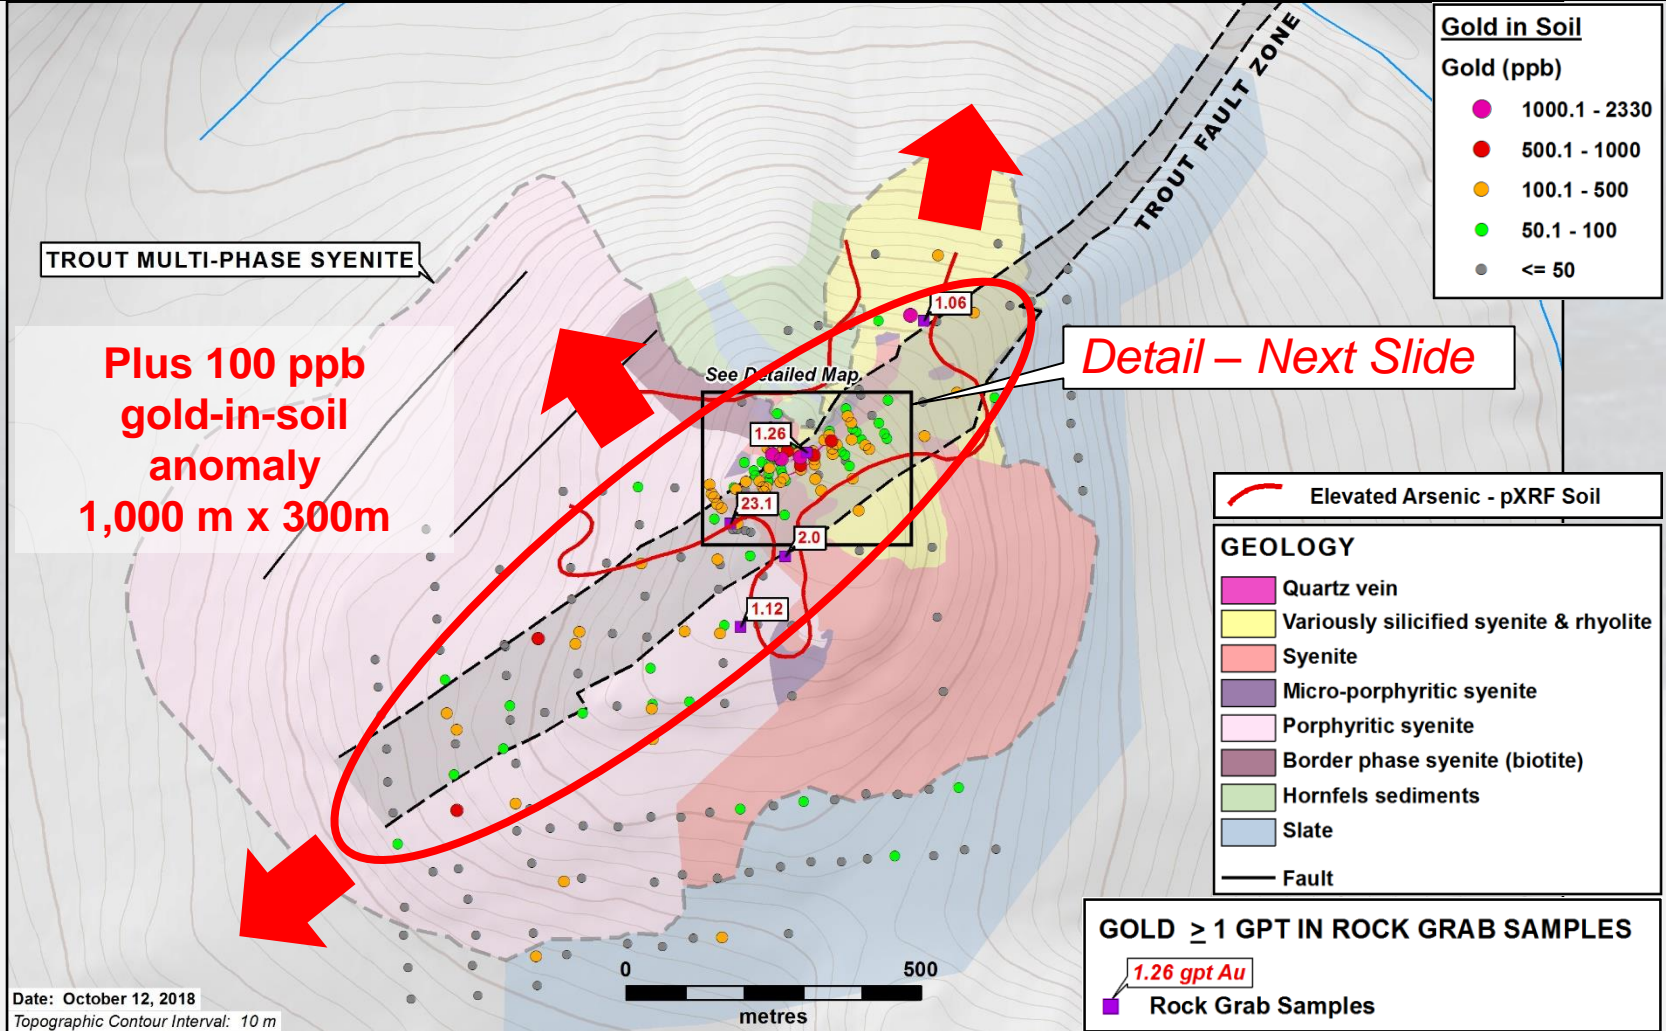 Gold in Soil
Gold (ppb)
1000.1 - 2330
500.1 - 1000
100.1 - 500
50.1 - 100
<= 50
TROUT FAULT ZONE
TROUT MULTI-PHASE SYENITE
Plus 100 ppb
gold-in-soil
anomaly
1,000 m x 300m
1.06
Detail – Next Slide
See Detailed Map
1.26
23.1
2.0
1.12
Elevated Arsenic - pXRF Soil
GEOLOGY
Quartz vein
Variously silicified syenite & rhyolite
Syenite
Micro-porphyritic syenite
Porphyritic syenite
Border phase syenite (biotite)
Hornfels sediments
Slate
Fault
GOLD ≥ 1 GPT IN ROCK GRAB SAMPLES
1.26 gpt Au
Rock Grab Samples
0 500
metres
Date: October 12, 2018
Topographic Contour Interval: 10 m